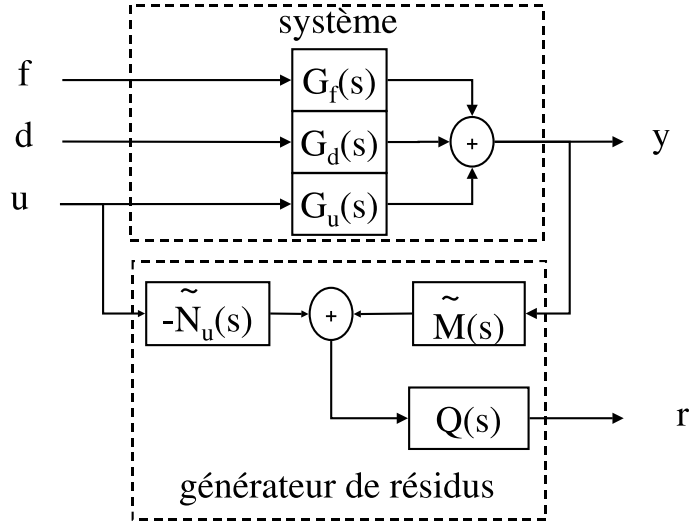 système
f
G_f(s)
d
G_d(s)
+
y
u
G_u(s)
-Ñ_u(s)
+
M̃(s)
Q(s)
r
générateur de résidus